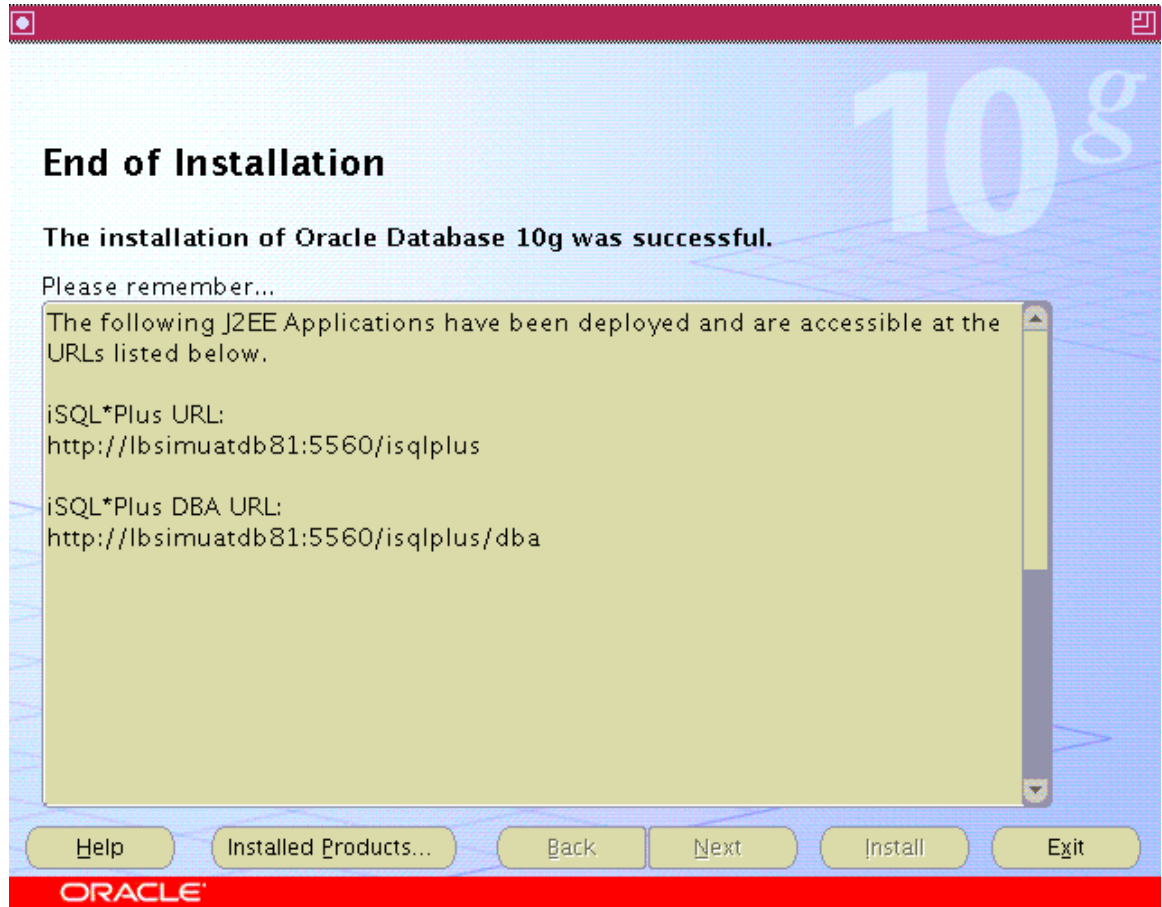 10g
End of Installation
The installation of Oracle Database 10g was successful.
Please remember...
The following J2EE Applications have been deployed and are accessible at the
URLs listed below.
iSQL*Plus URL:
http://lbsimuatdb81:5560/isqlplus
iSQL*Plus DBA URL:
http://lbsimuatdb81:5560/isqlplus/dba
Help Installed Products... Back Next Install Exit
ORACLE